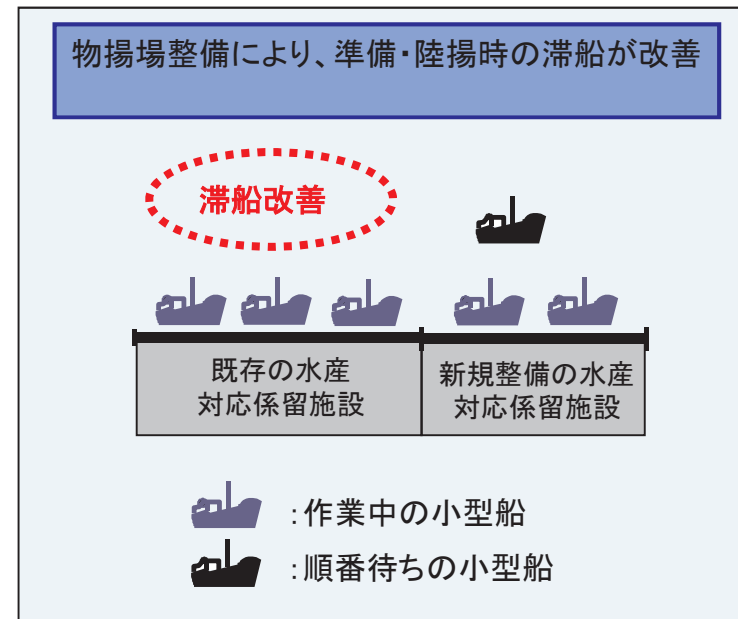 物揚場整備により、準備・陸揚時の滞船が改善
滞船改善
既存の水産
対応係留施設
新規整備の水産
対応係留施設
:作業中の小型船
:順番待ちの小型船